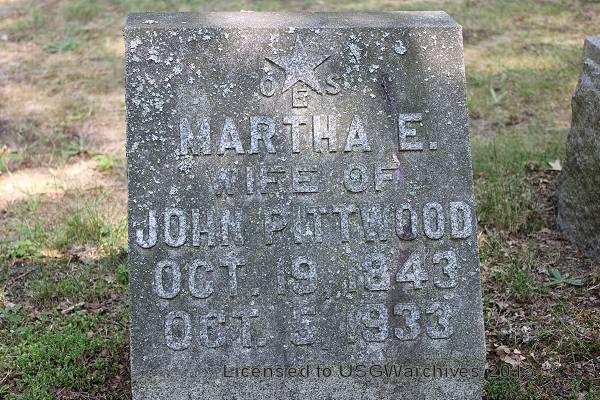 O E S
MARTHA E.
WIFE OF
JOHN PITTWOOD
OCT. 19, 1843
OCT. 5, 1933
Licensed to USGWarchives